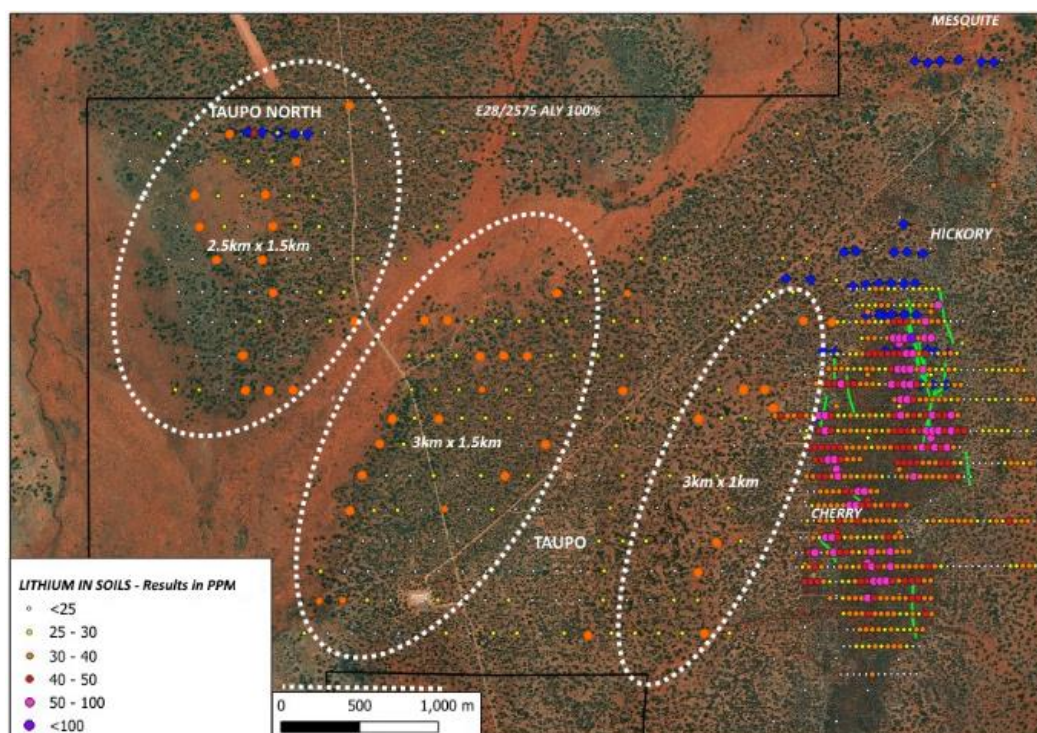 MESQUITE
TAUPO NORTH
E28/2575 ALY 100%
HICKORY
2.5km x 1.5km
3km x 1.5km
3km x 1km
CHERRY
TAUPO
LITHIUM IN SOILS - Results in PPM
<25
25 - 30
30 - 40
40 - 50
50 - 100
<100
0 500 1,000 m